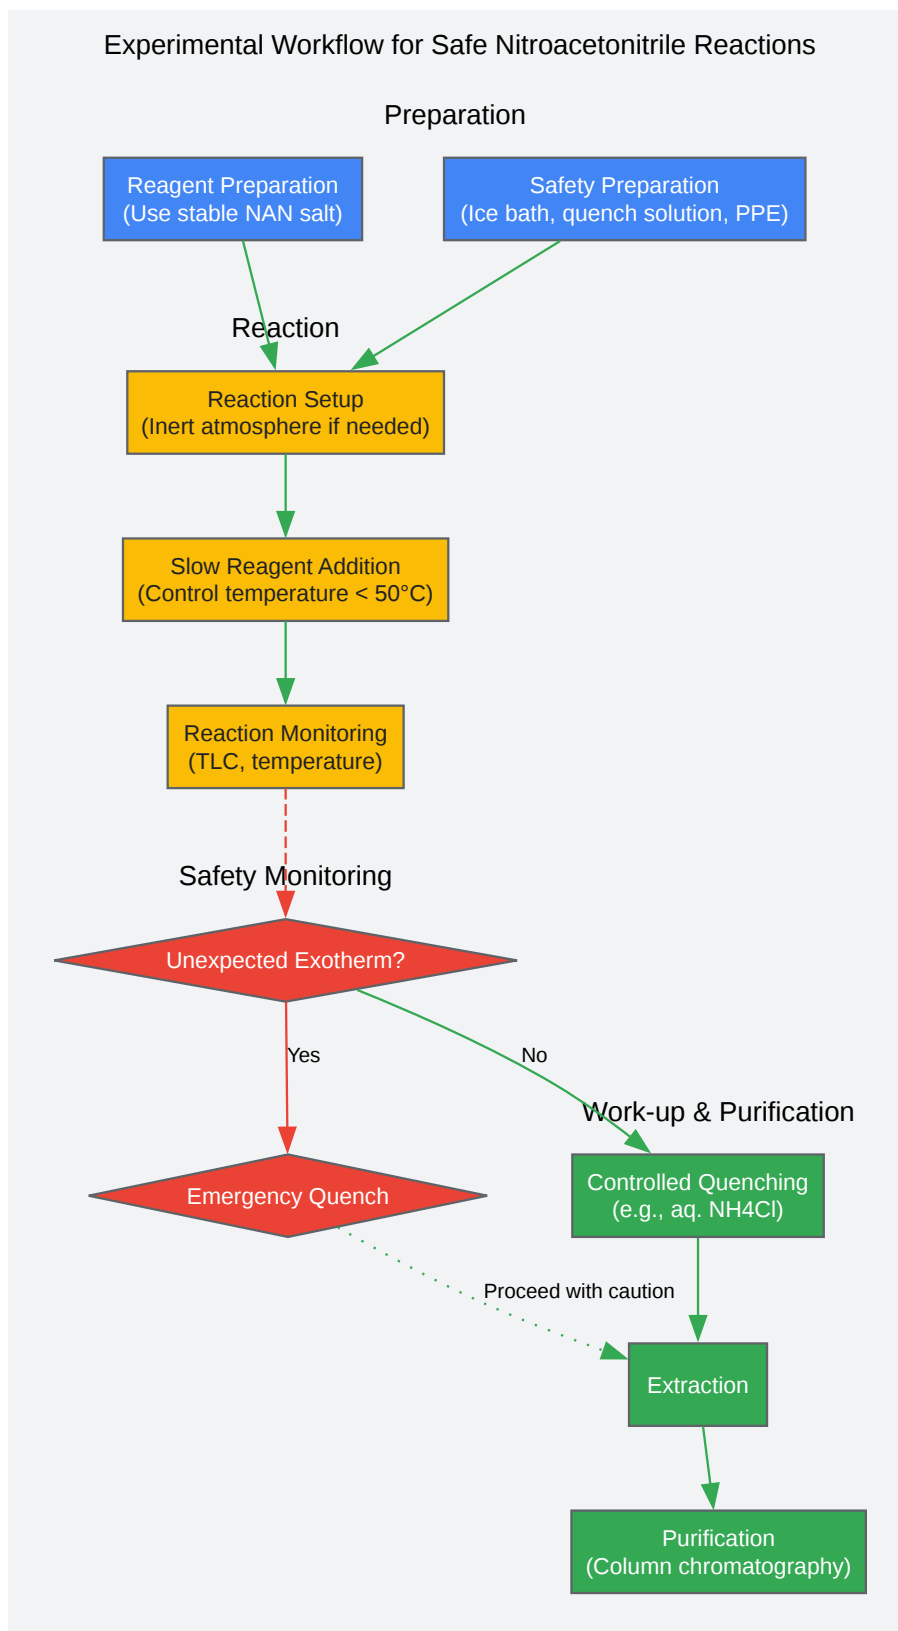 Experimental Workflow for Safe Nitroacetonitrile Reactions
Preparation
Reagent Preparation
(Use stable NAN salt)
Safety Preparation
(Ice bath, quench solution, PPE)
Reaction
Reaction Setup
(Inert atmosphere if needed)
Slow Reagent Addition
(Control temperature < 50°C)
Reaction Monitoring
(TLC, temperature)
Safety Monitoring
Unexpected Exotherm?
Yes
No
Work-up & Purification
Emergency Quench
Controlled Quenching
(e.g., aq. NH4Cl)
Proceed with caution
Extraction
Purification
(Column chromatography)